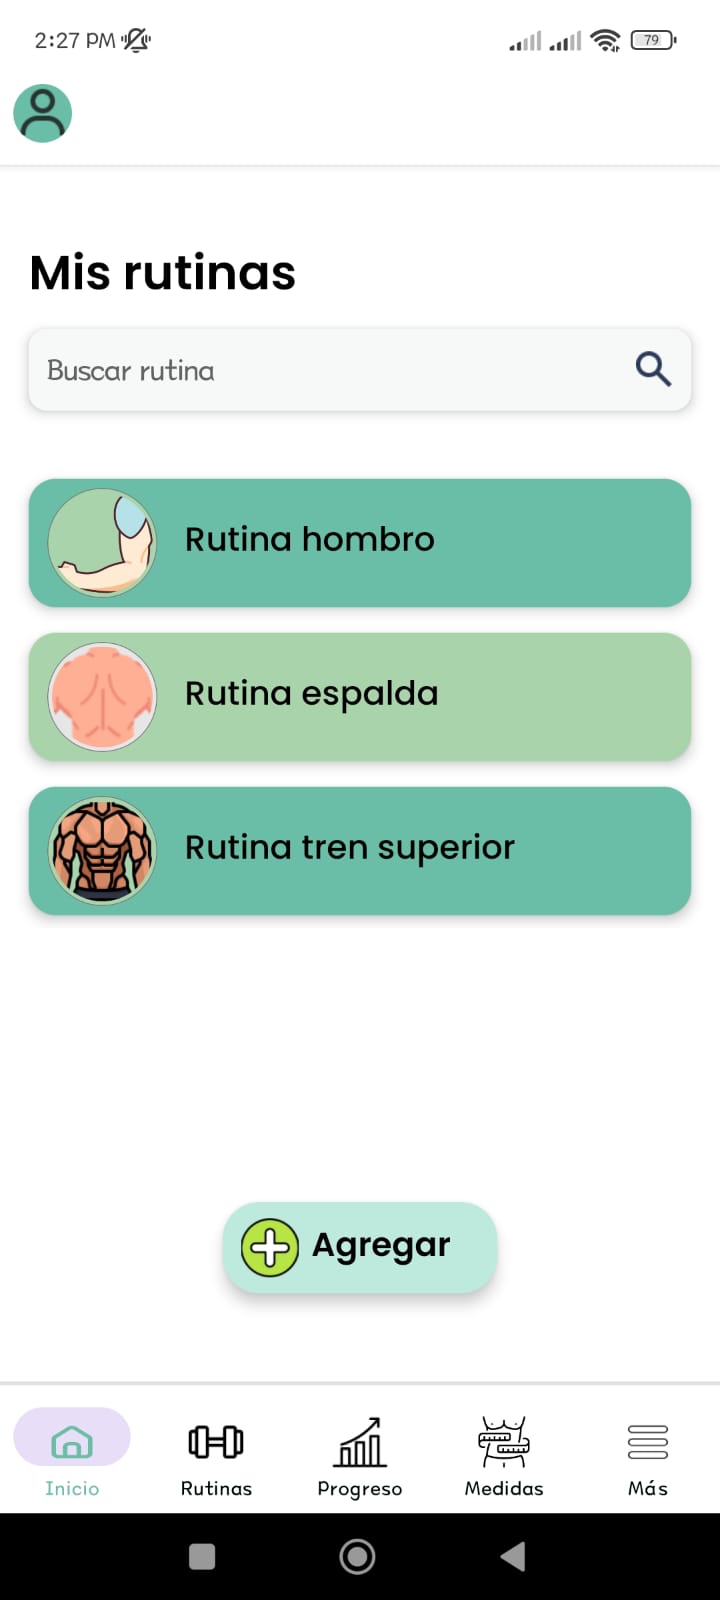 2:27 PM
79
Mis rutinas
Buscar rutina
Rutina hombro
Rutina espalda
Rutina tren superior
Agregar
Inicio
Rutinas
Progreso
Medidas
Más